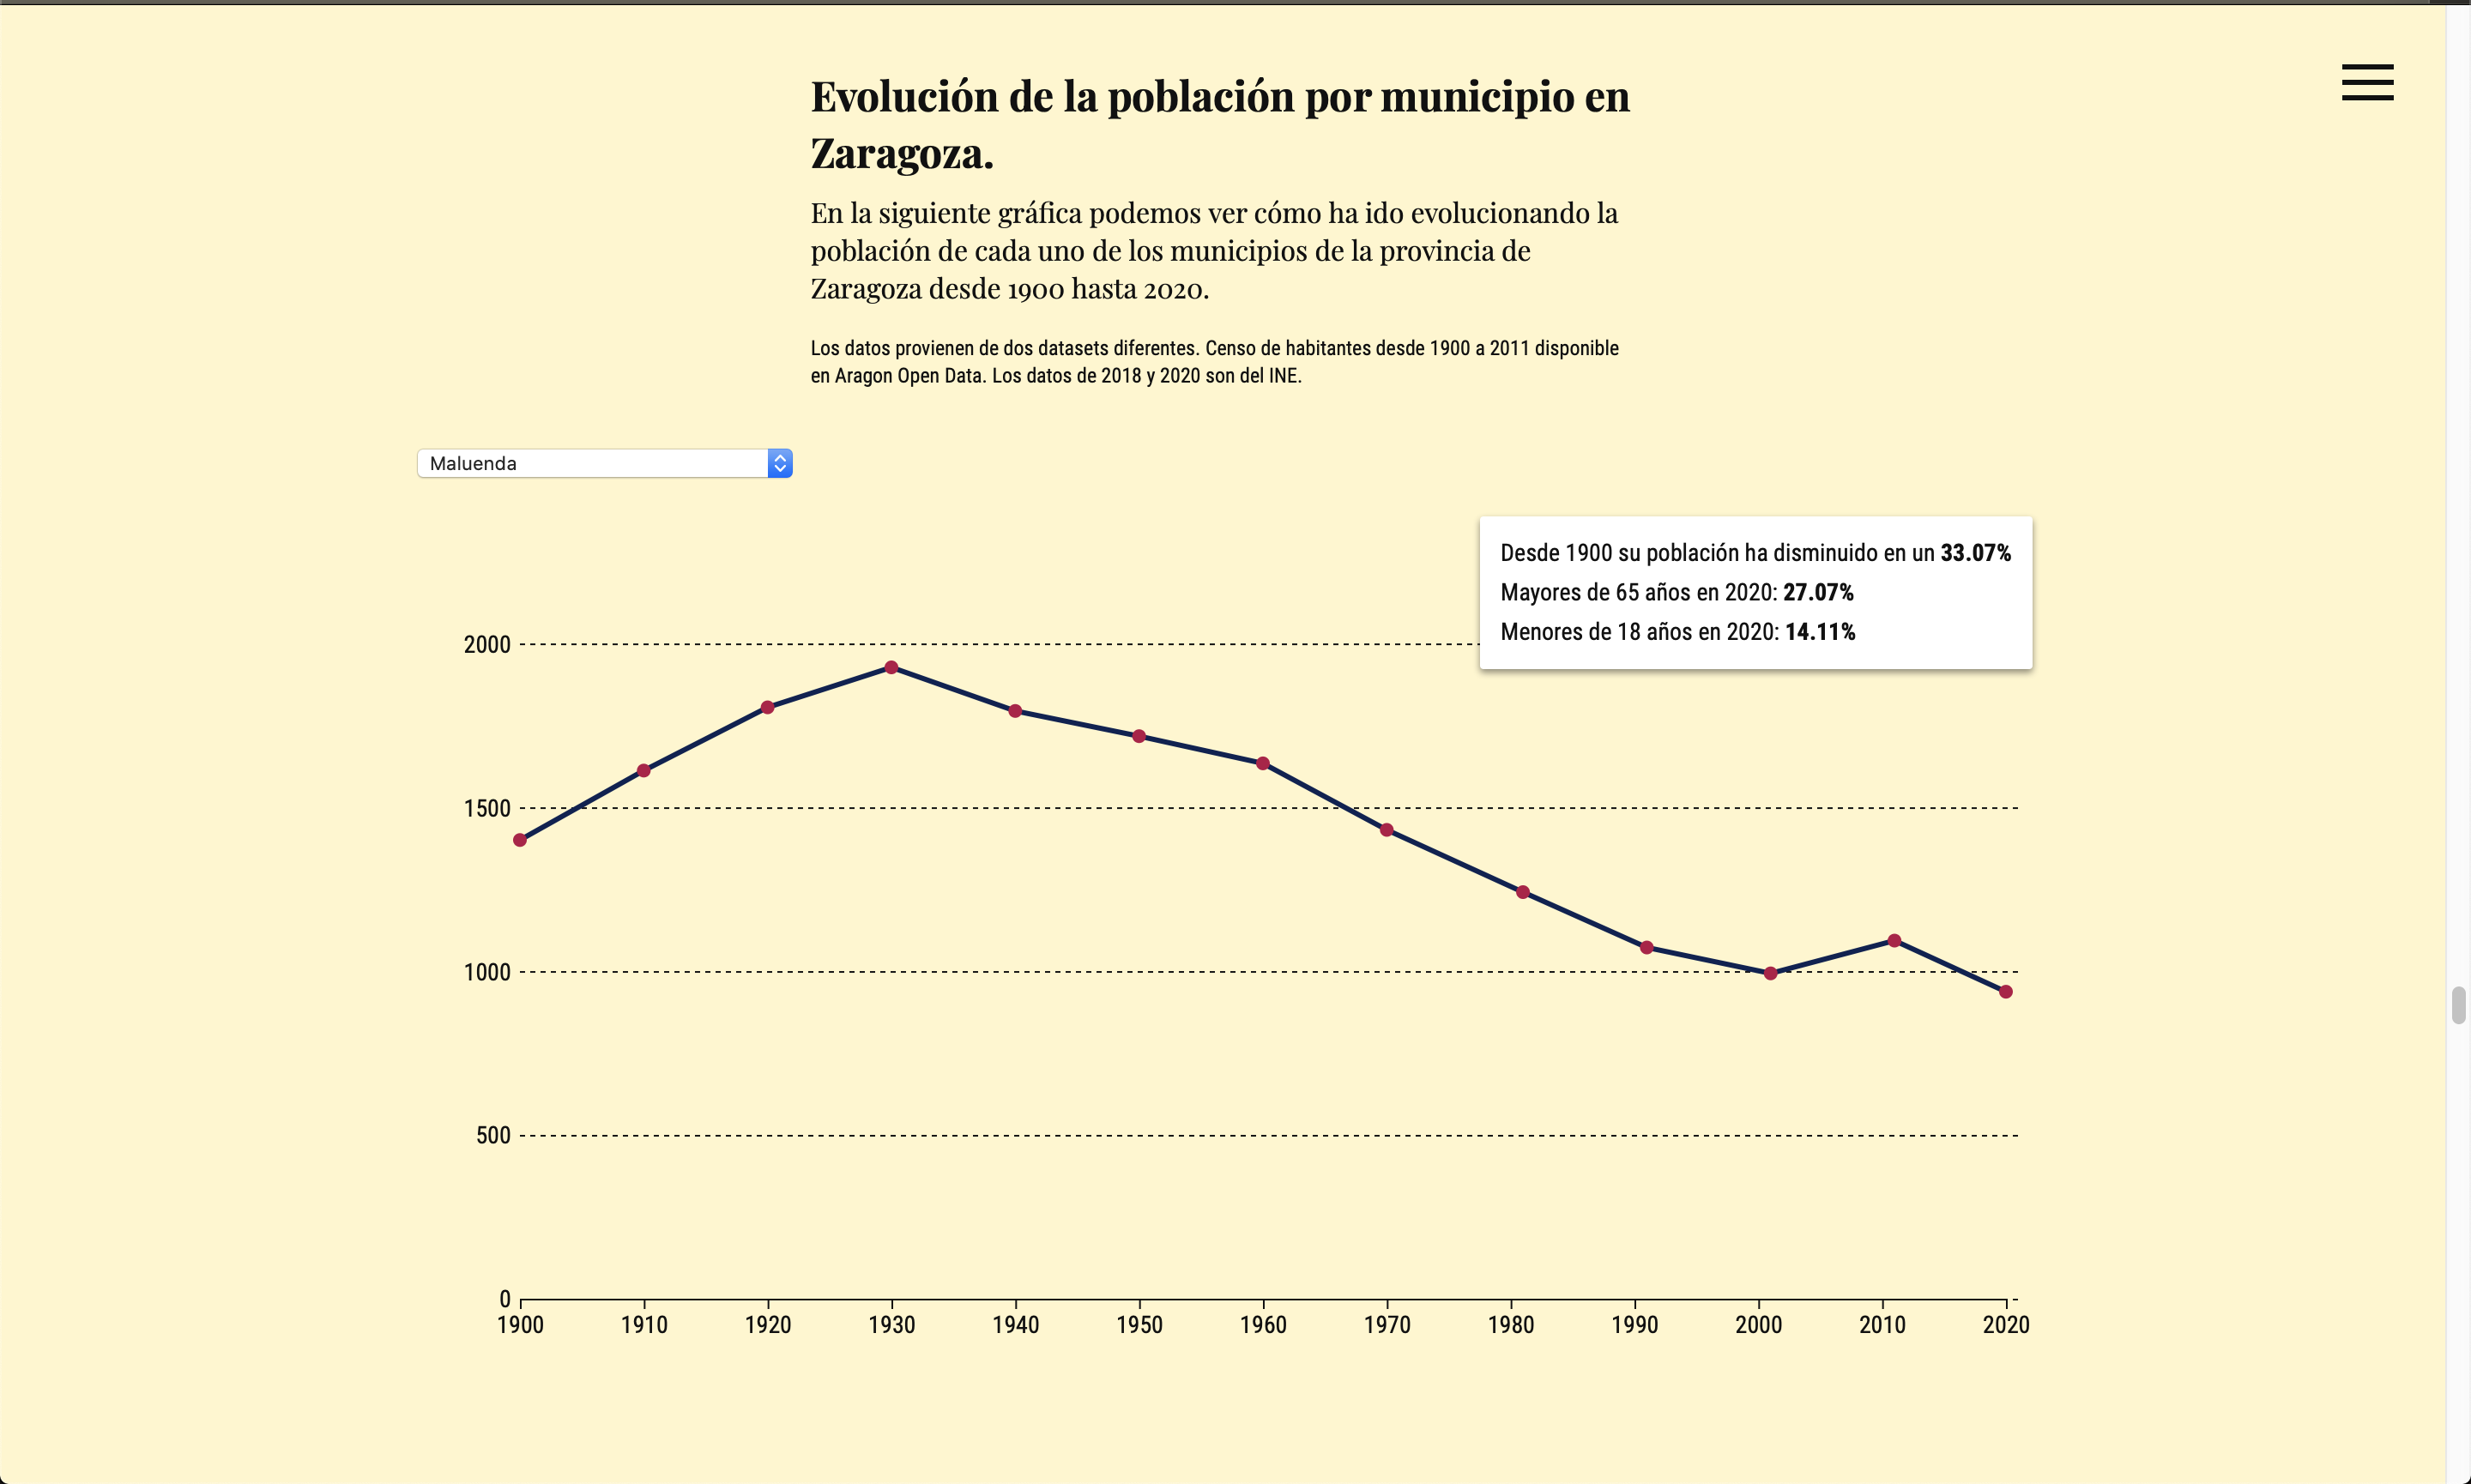 Evolución de la población por municipio en
Zaragoza.
En la siguiente gráfica podemos ver cómo ha ido evolucionando la
población de cada uno de los municipios de la provincia de
Zaragoza desde 1900 hasta 2020.
Los datos provienen de dos datasets diferentes. Censo de habitantes desde 1900 a 2011 disponible
en Aragon Open Data. Los datos de 2018 y 2020 son del INE.
Maluenda
Desde 1900 su población ha disminuido en un 33.07%
Mayores de 65 años en 2020: 27.07%
Menores de 18 años en 2020: 14.11%
2000
1500
1000
500
0
1900 1910 1920 1930 1940 1950 1960 1970 1980 1990 2000 2010 2020